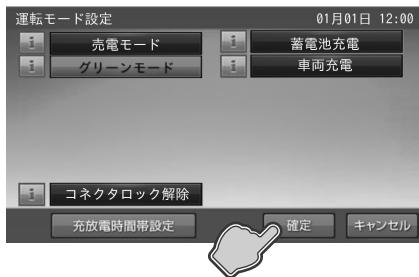 運転モード設定 01月01日 12:00
i 売電モード i 蓄電池充電
i グリーンモード i 車両充電
i コネクタロック解除
充放電時間帯設定 確定 キャンセル